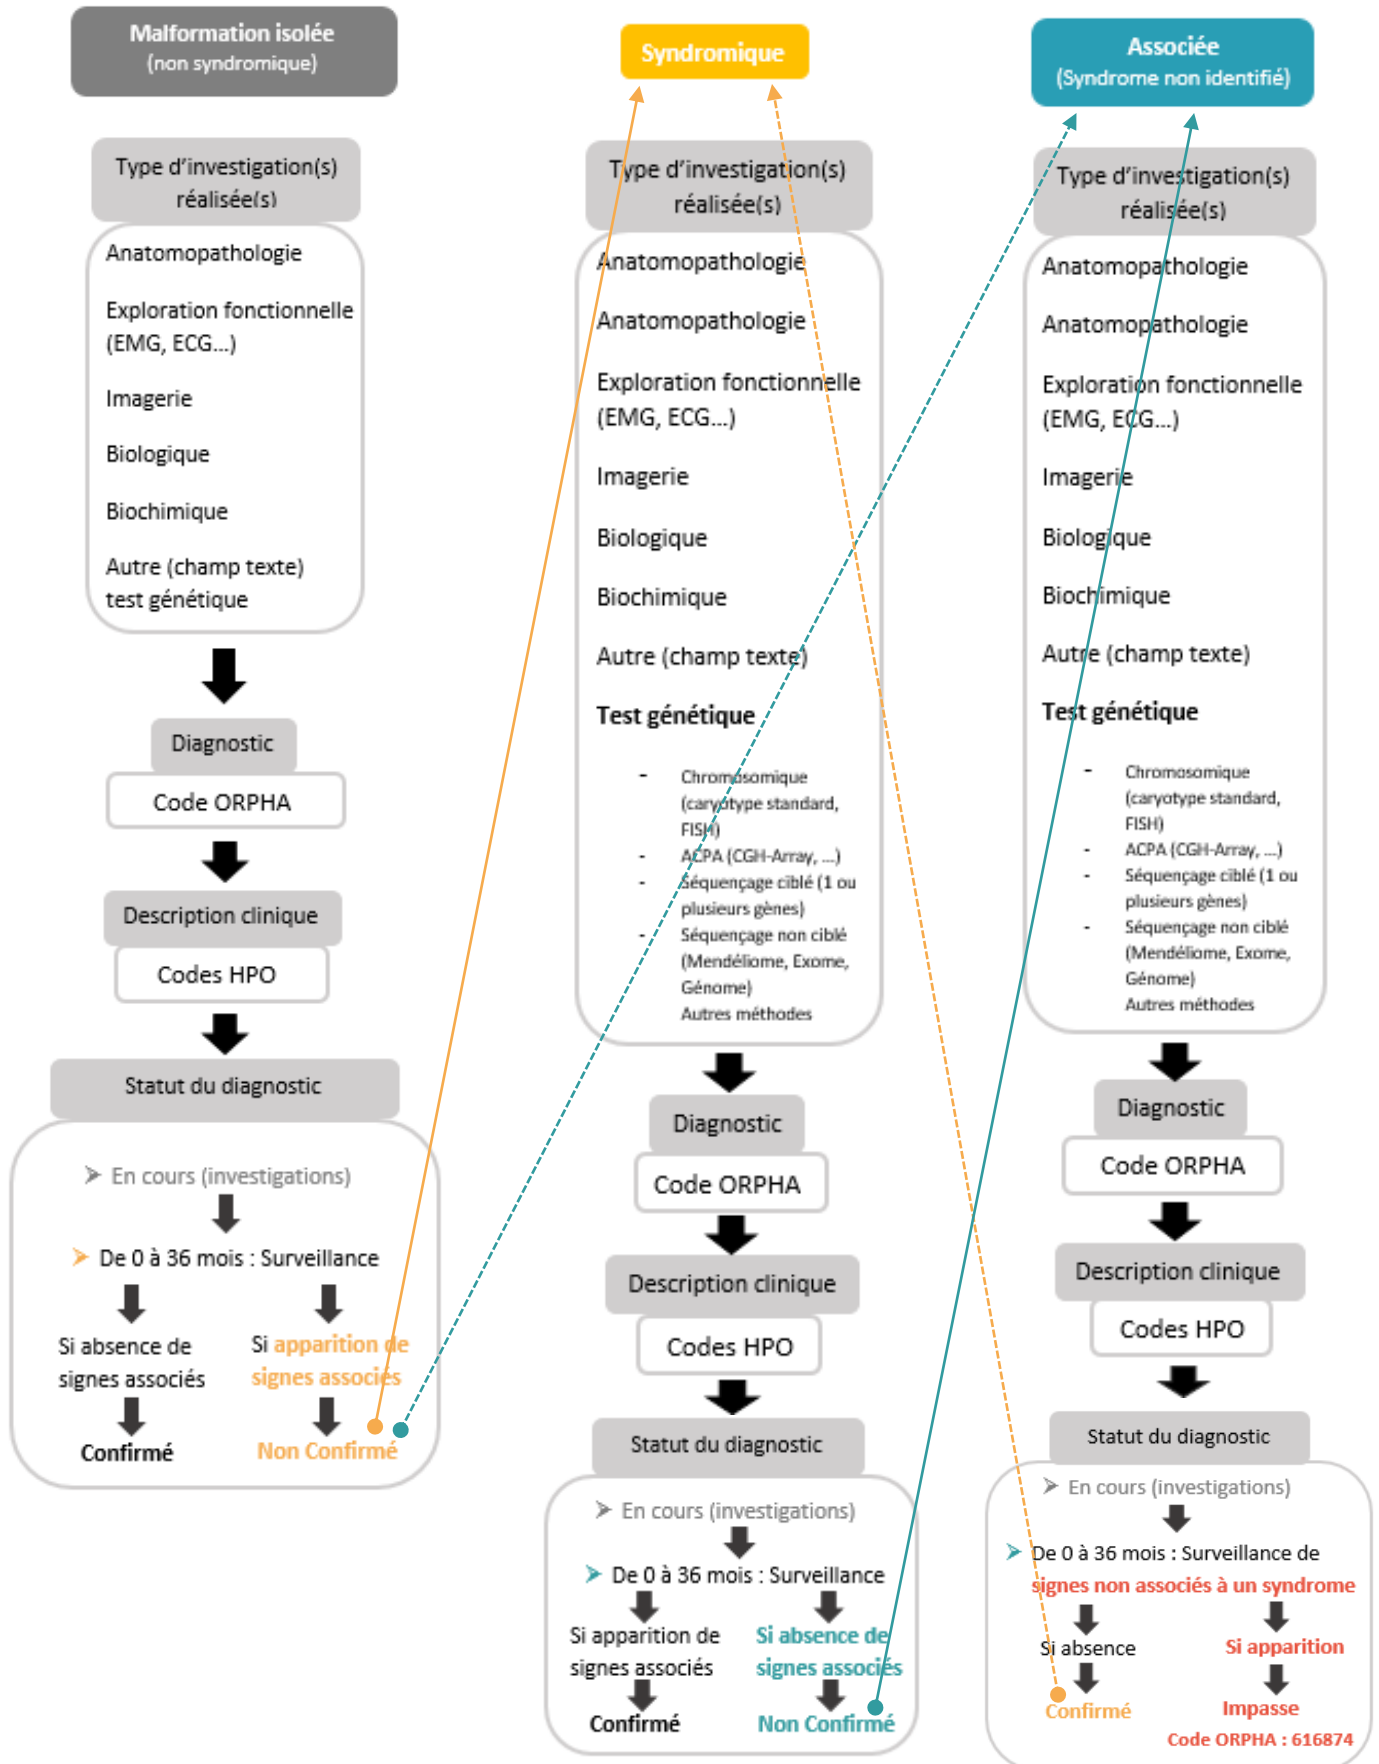 Malformation isolée
(non syndromique)
Type d'investigation(s)
réalisée(s)
Anatomopathologie
Exploration fonctionnelle
(EMG, ECG...)
Imagerie
Biologique
Biochimique
Autre (champ texte)
test génétique
Diagnostic
Code ORPHA
Description clinique
Codes HPO
Statut du diagnostic
➢ En cours (investigations)
➢ De 0 à 36 mois : Surveillance
Si absence de
signes associés
Confirmé
Si apparition de
signes associés
Non Confirmé
Syndromique
Type d'investigation(s)
réalisée(s)
Anatomopathologie
Anatomopathologie
Exploration fonctionnelle
(EMG, ECG...)
Imagerie
Biologique
Biochimique
Autre (champ texte)
Test génétique
- Chromosomique
(caryotype standard,
FISH)
- ACPA (CGH-Array, ...)
- Séquençage ciblé (1 ou
plusieurs gènes)
- Séquençage non ciblé
(Mendéliome, Exome,
Génome)
Autres méthodes
Diagnostic
Code ORPHA
Description clinique
Codes HPO
Statut du diagnostic
➢ En cours (investigations)
➢ De 0 à 36 mois : Surveillance
Si apparition de
signes associés
Confirmé
Si absence de
signes associés
Non Confirmé
Associée
(Syndrome non identifié)
Type d'investigation(s)
réalisée(s)
Anatomopathologie
Anatomopathologie
Exploration fonctionnelle
(EMG, ECG...)
Imagerie
Biologique
Biochimique
Autre (champ texte)
Test génétique
- Chromosomique
(caryotype standard,
FISH)
- ACPA (CGH-Array, ...)
- Séquençage ciblé (1 ou
plusieurs gènes)
- Séquençage non ciblé
(Mendéliome, Exome,
Génome)
Autres méthodes
Diagnostic
Code ORPHA
Description clinique
Codes HPO
Statut du diagnostic
➢ En cours (investigations)
➢ De 0 à 36 mois : Surveillance de
signes non associés à un syndrome
Si absence
Confirmé
Si apparition
Impasse
Code ORPHA : 616874